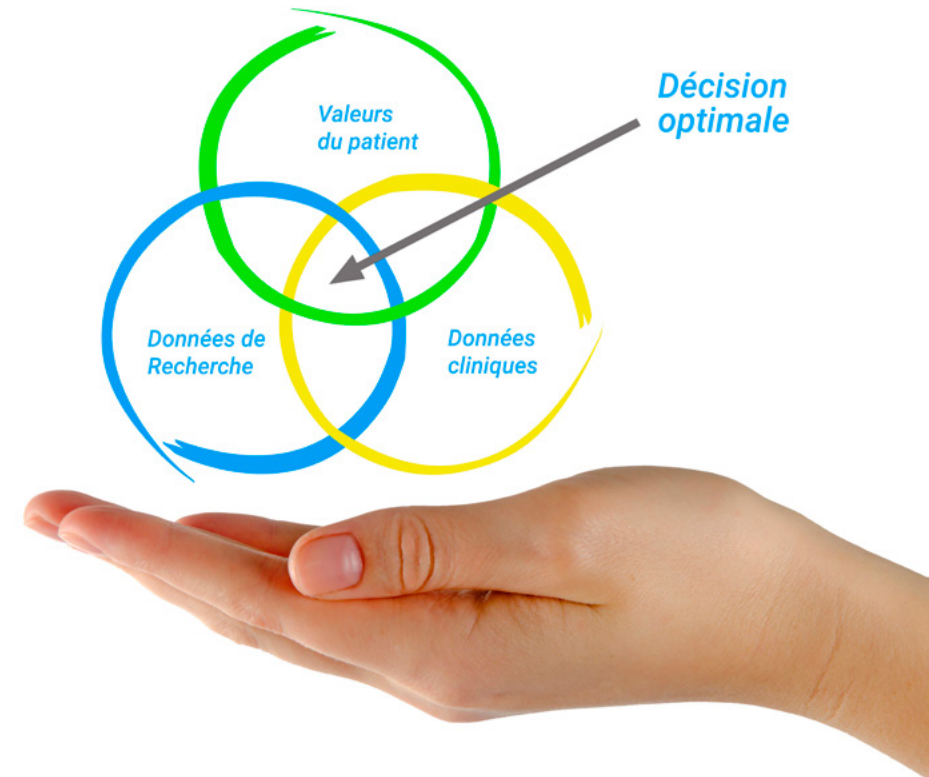 Décision
optimale
Valeurs
du patient
Données de
Recherche
Données
cliniques